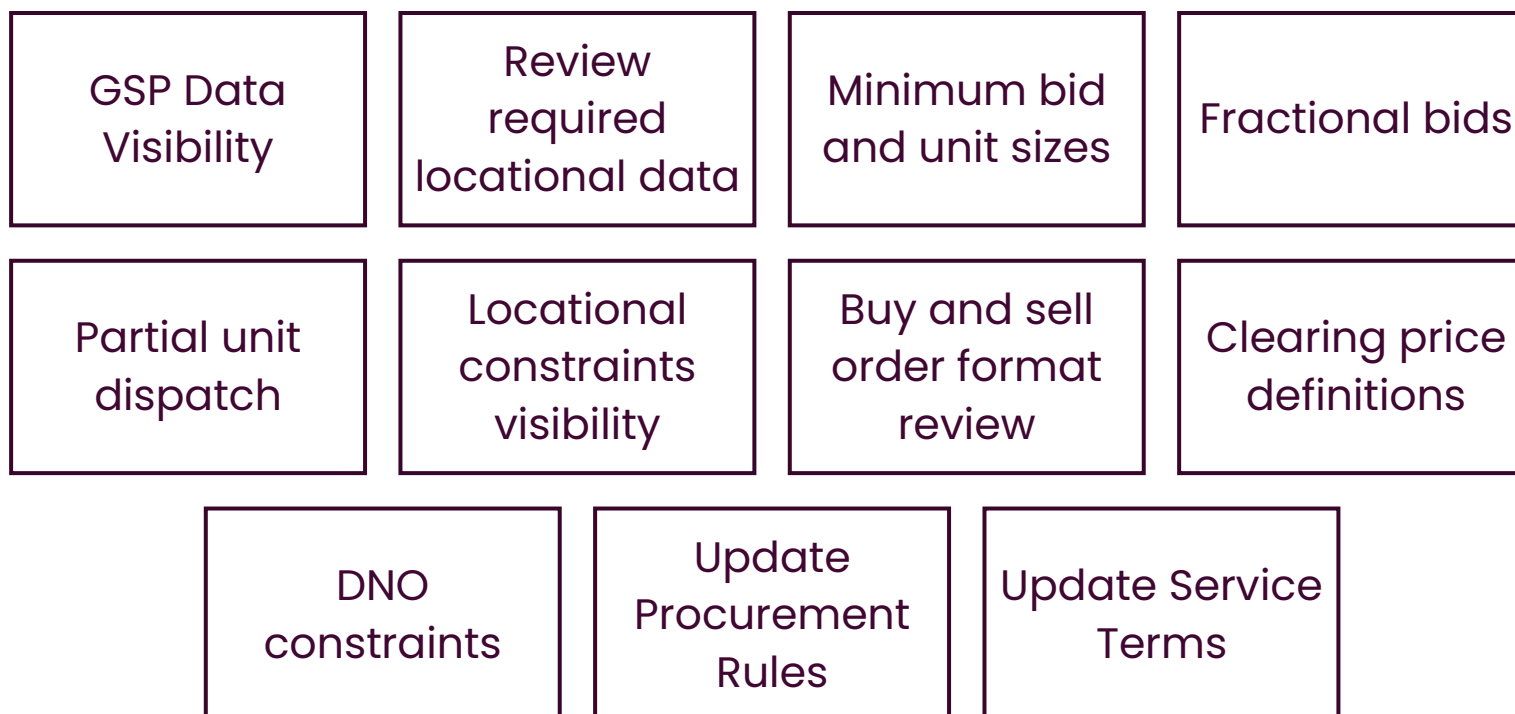 GSP Data
Visibility
Review
required
locational data
Minimum bid
and unit sizes
Fractional bids
Partial unit
dispatch
Locational
constraints
visibility
Buy and sell
order format
review
Clearing price
definitions
DNO
constraints
Update
Procurement
Rules
Update Service
Terms